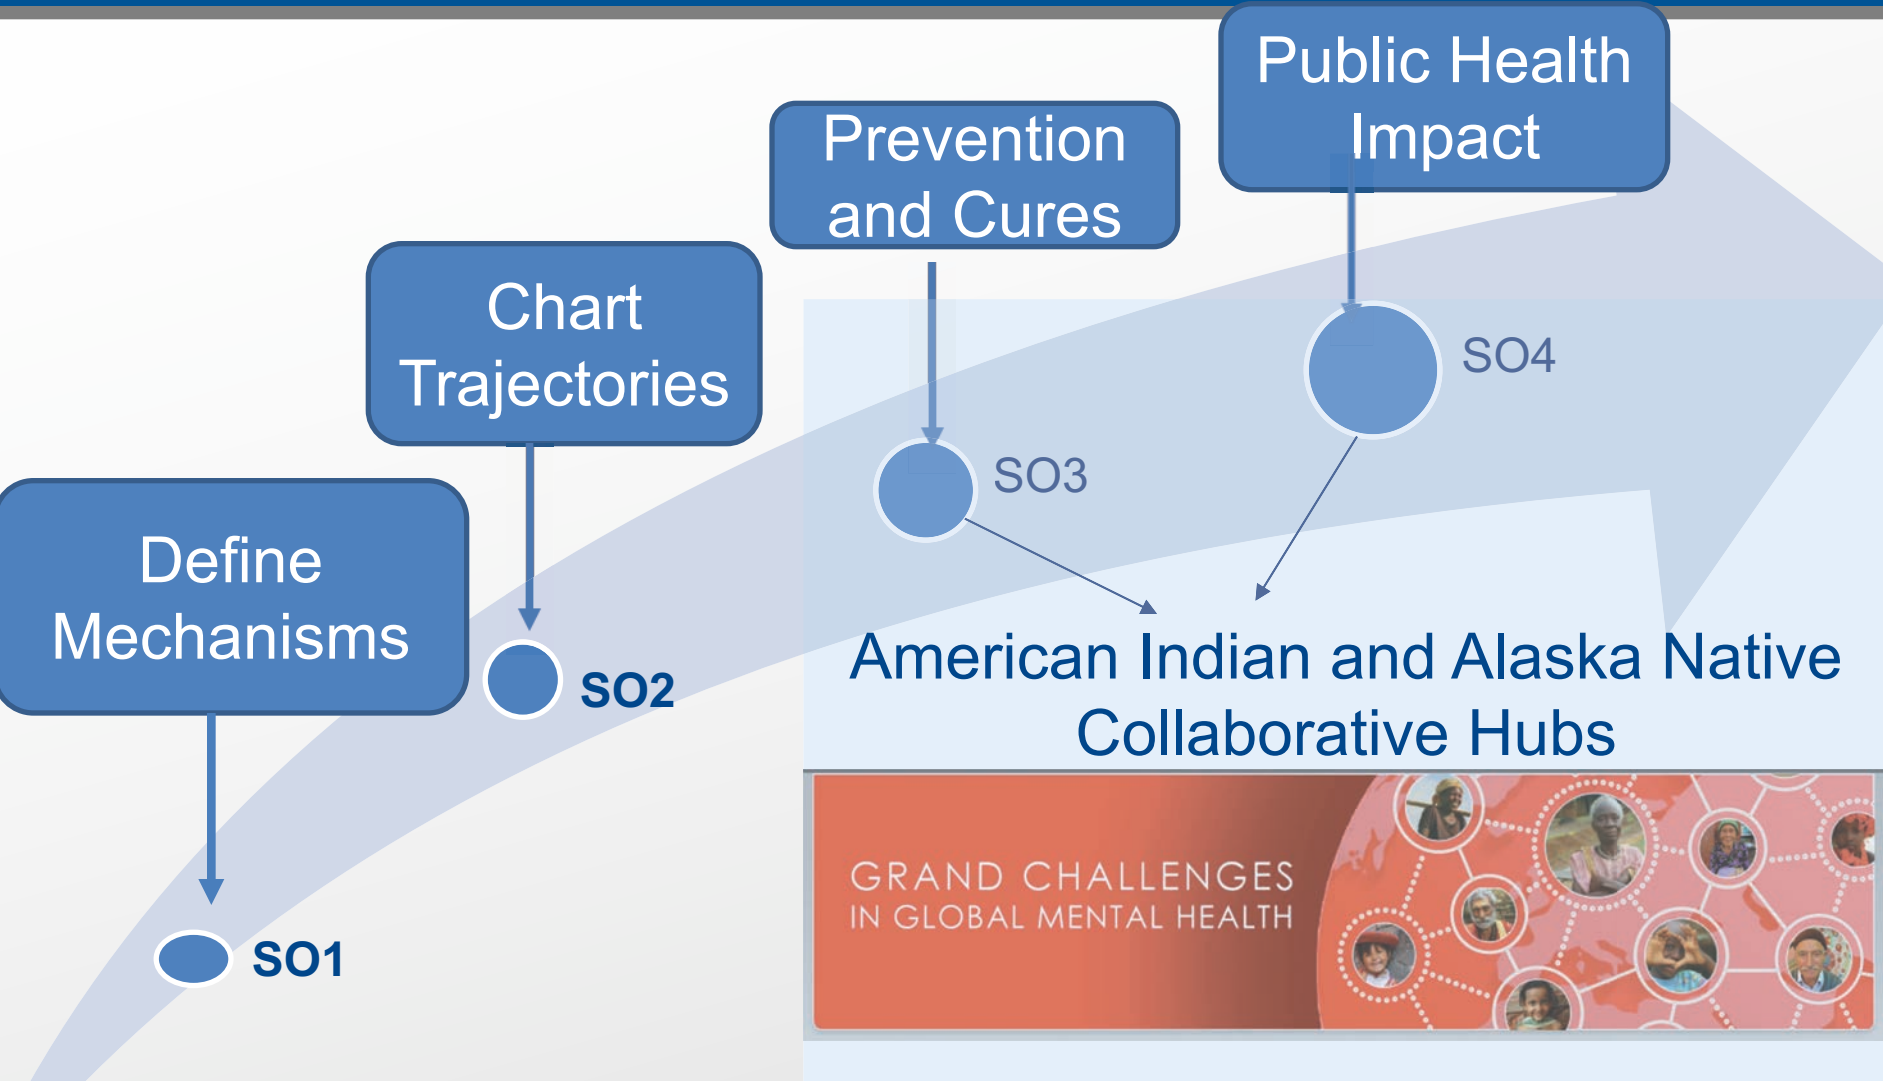 Public Health
Impact
Prevention
and Cures
Chart
Trajectories
SO4
SO3
Define
Mechanisms
SO2
American Indian and Alaska Native
Collaborative Hubs
GRAND CHALLENGES
IN GLOBAL MENTAL HEALTH
SO1